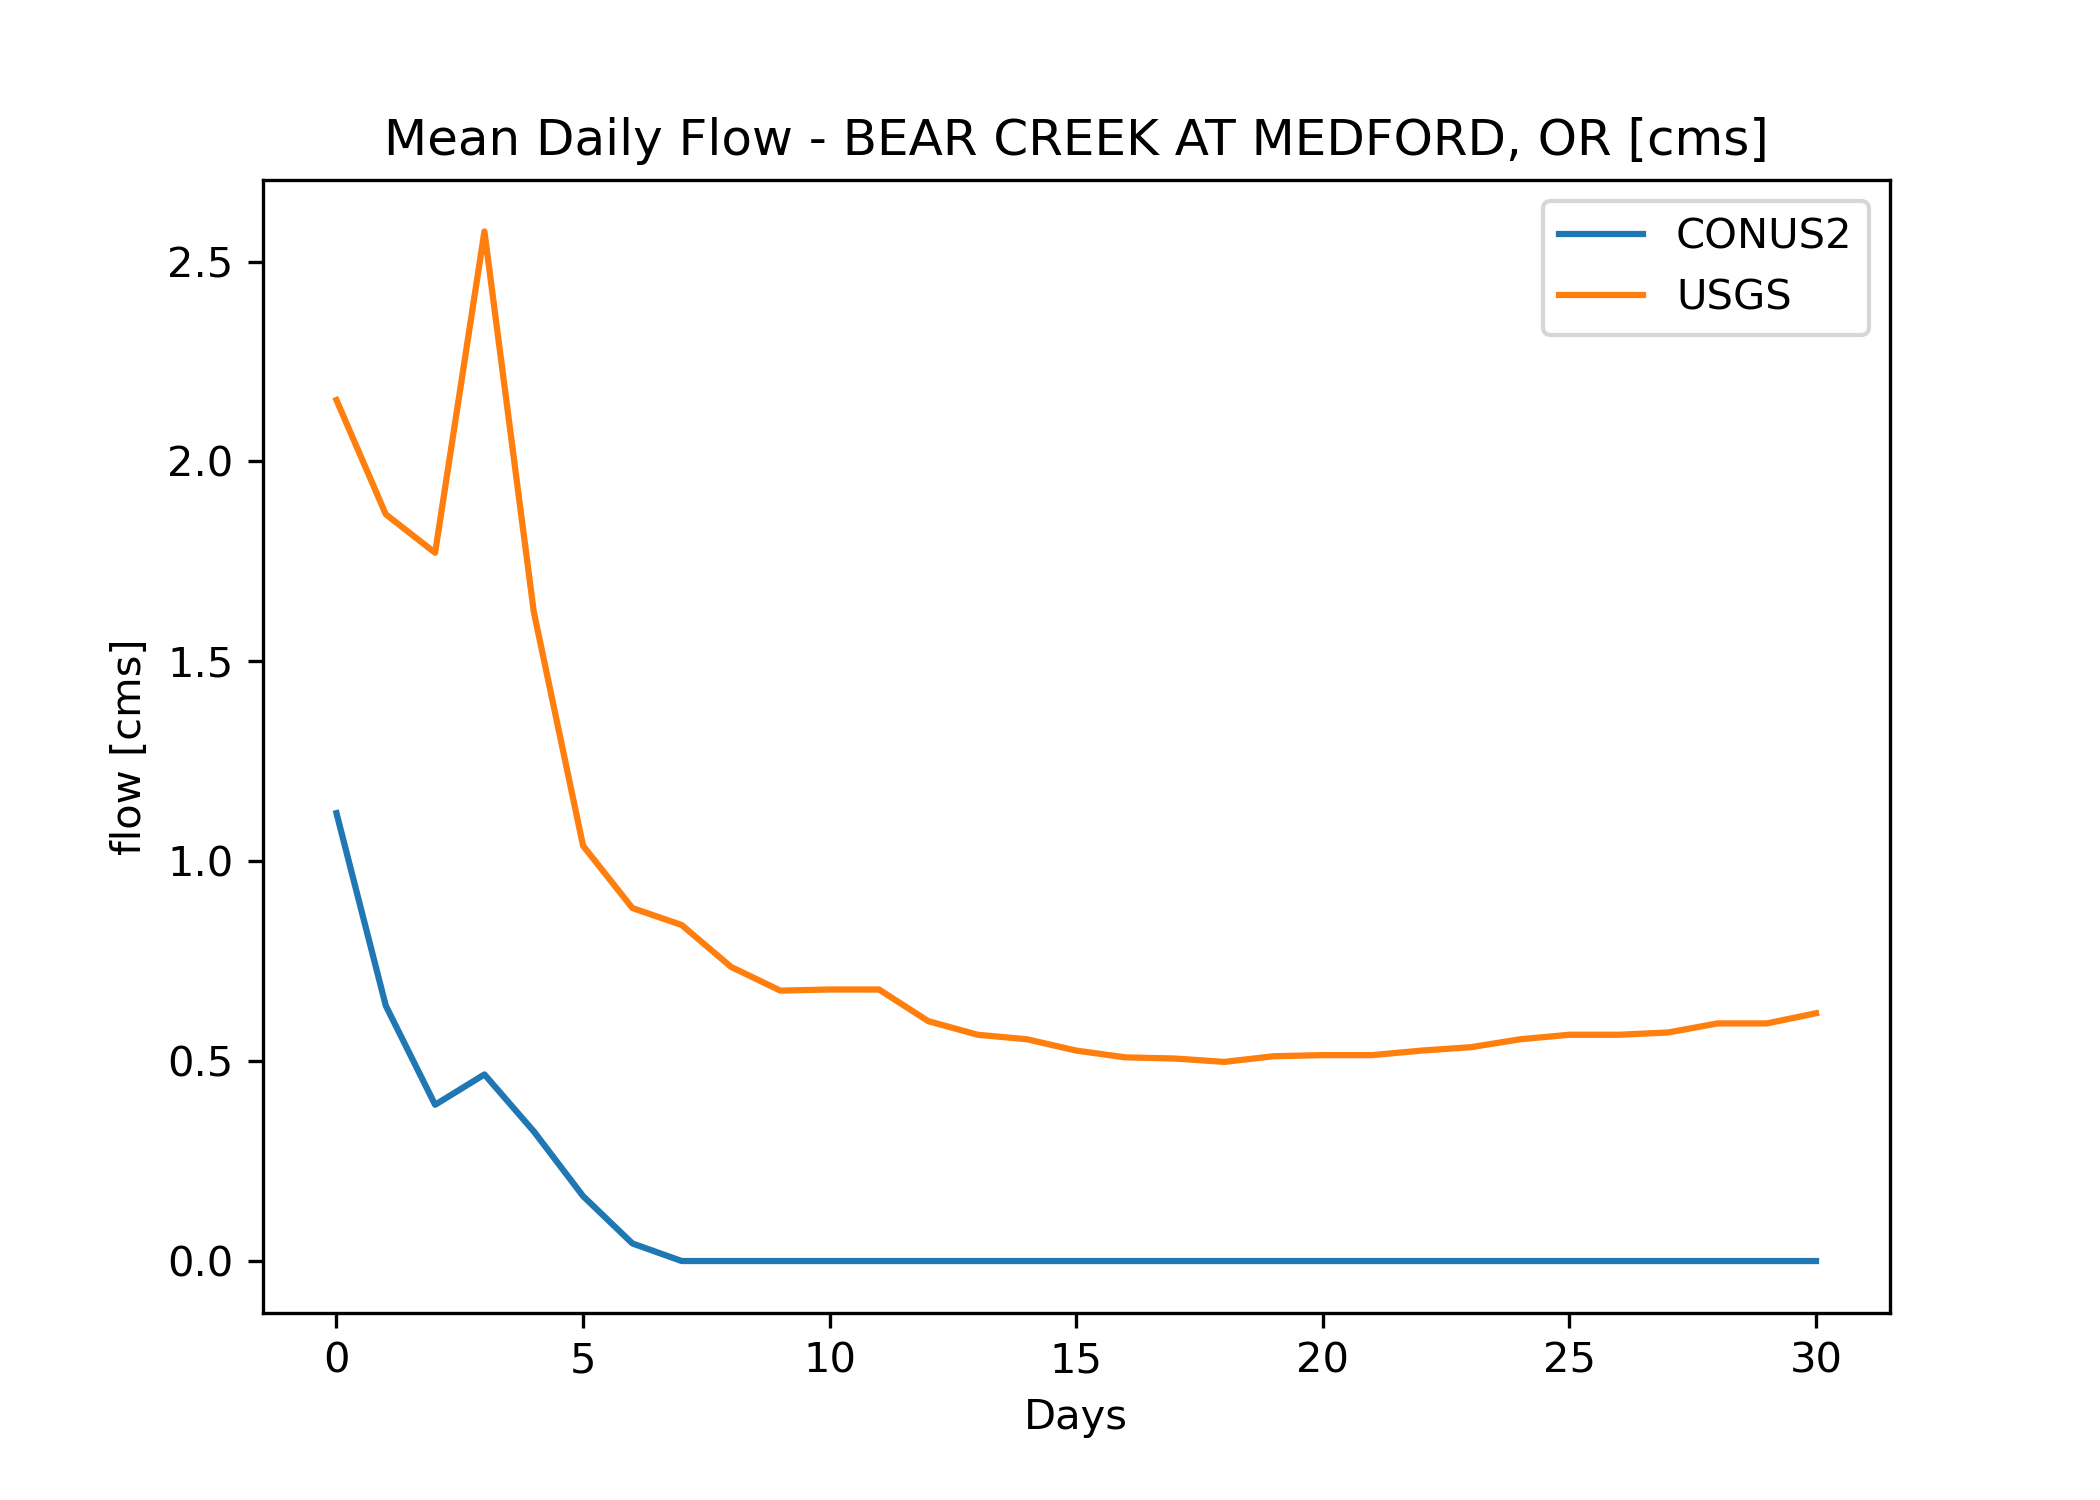 Mean Daily Flow - BEAR CREEK AT MEDFORD, OR [cms]
CONUS2
USGS
flow [cms]
2.5
2.0
1.5
1.0
0.5
0.0
0 5 10 15 20 25 30
Days